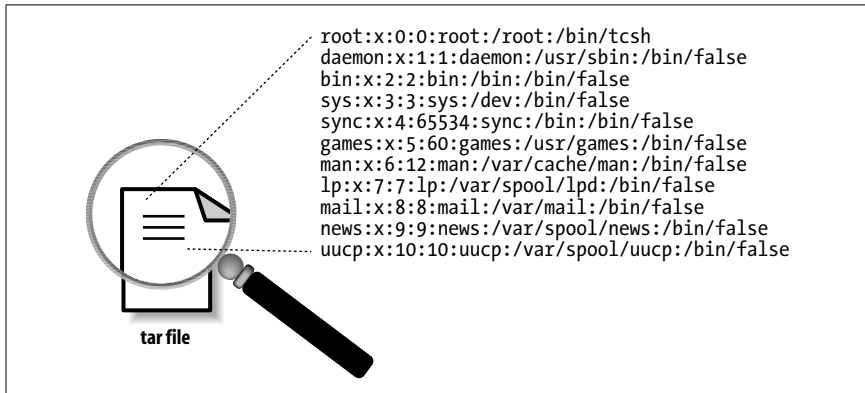 root:x:0:0:root:/root:/bin/tcsh
daemon:x:1:1:daemon:/usr/sbin:/bin/false
bin:x:2:2:bin:/bin:/bin/false
sys:x:3:3:sys:/dev:/bin/false
sync:x:4:65534:sync:/bin:/bin/false
games:x:5:60:games:/usr/games:/bin/false
man:x:6:12:man:/var/cache/man:/bin/false
lp:x:7:7:lp:/var/spool/lpd:/bin/false
mail:x:8:8:mail:/var/mail:/bin/false
news:x:9:9:news:/var/spool/news:/bin/false
uucp:x:10:10:uucp:/var/spool/uucp:/bin/false
tar file